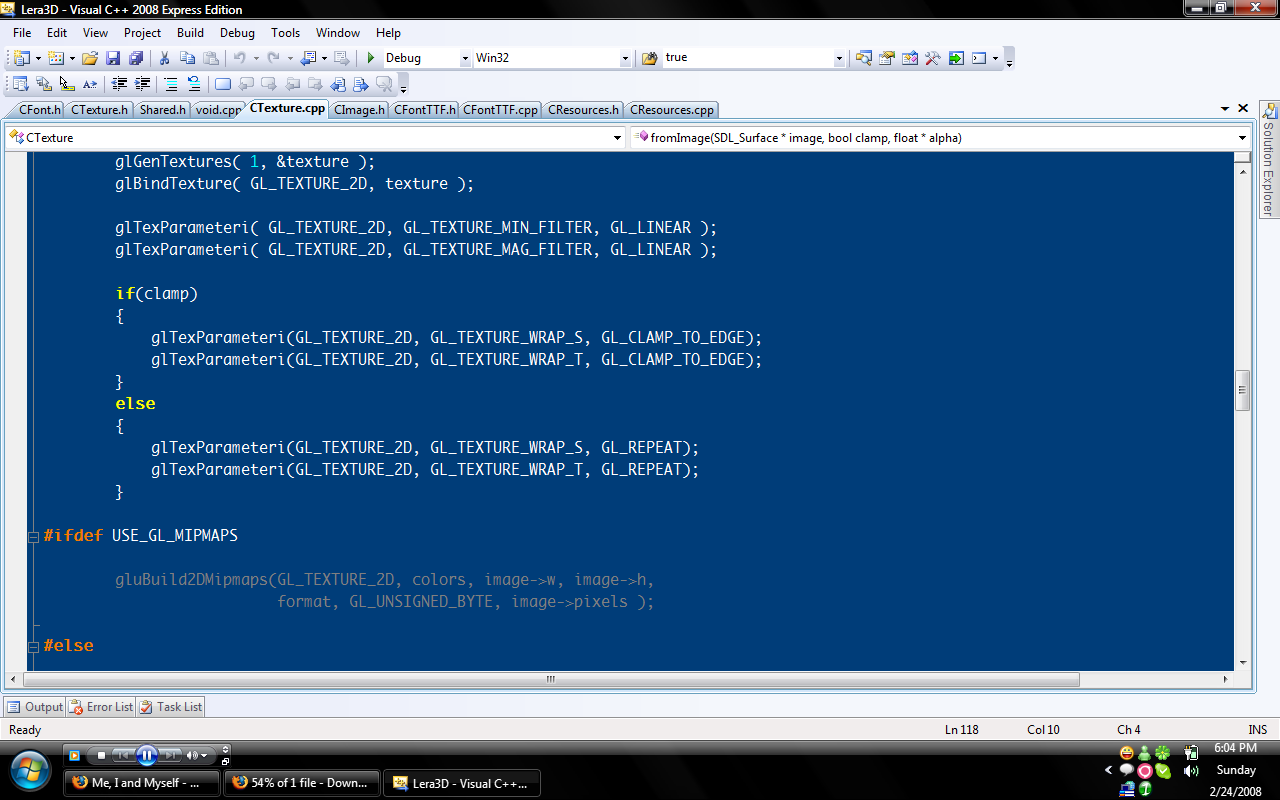 Lera3D - Visual C++ 2008 Express Edition
File Edit View Project Build Debug Tools Window Help
Debug Win32 true
CFont.h CTexture.h Shared.h void.cpp CTexture.cpp CImage.h CFontTTF.h CFontTTF.cpp CResources.h CResources.cpp
CTexture fromImage(SDL_Surface * image, bool clamp, float * alpha)
Solution Explorer
glGenTextures( 1, &texture );
glBindTexture( GL_TEXTURE_2D, texture );
glTexParameteri( GL_TEXTURE_2D, GL_TEXTURE_MIN_FILTER, GL_LINEAR );
glTexParameteri( GL_TEXTURE_2D, GL_TEXTURE_MAG_FILTER, GL_LINEAR );
if(clamp)
{
glTexParameteri(GL_TEXTURE_2D, GL_TEXTURE_WRAP_S, GL_CLAMP_TO_EDGE);
glTexParameteri(GL_TEXTURE_2D, GL_TEXTURE_WRAP_T, GL_CLAMP_TO_EDGE);
}
else
{
glTexParameteri(GL_TEXTURE_2D, GL_TEXTURE_WRAP_S, GL_REPEAT);
glTexParameteri(GL_TEXTURE_2D, GL_TEXTURE_WRAP_T, GL_REPEAT);
}
#ifdef USE_GL_MIPMAPS
gluBuild2DMipmaps(GL_TEXTURE_2D, colors, image->w, image->h,
format, GL_UNSIGNED_BYTE, image->pixels );
#else
Output Error List Task List
Ready Ln 118 Col 10 Ch 4 INS
Me, I and Myself - ... 54% of 1 file - Down... Lera3D - Visual C++...
6:04 PM
Sunday
2/24/2008